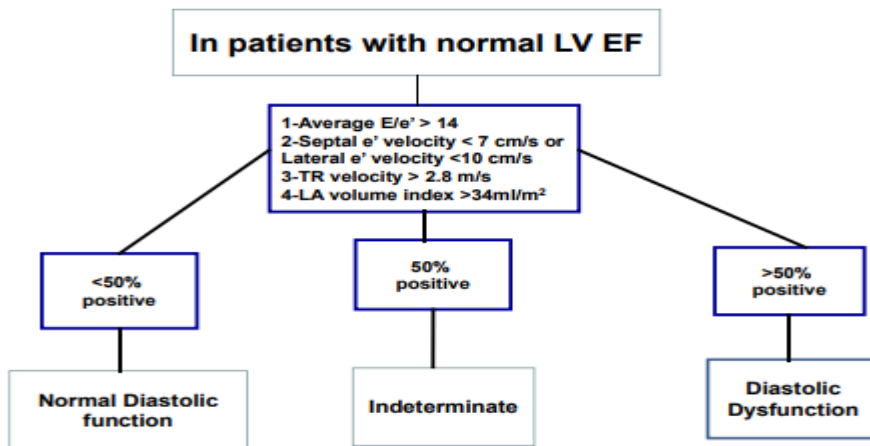 In patients with normal LV EF
1-Average E/e' > 14
2-Septal e' velocity < 7 cm/s or
Lateral e' velocity <10 cm/s
3-TR velocity > 2.8 m/s
4-LA volume index >34ml/m²
<50%
positive
50%
positive
>50%
positive
Normal Diastolic
function
Indeterminate
Diastolic
Dysfunction